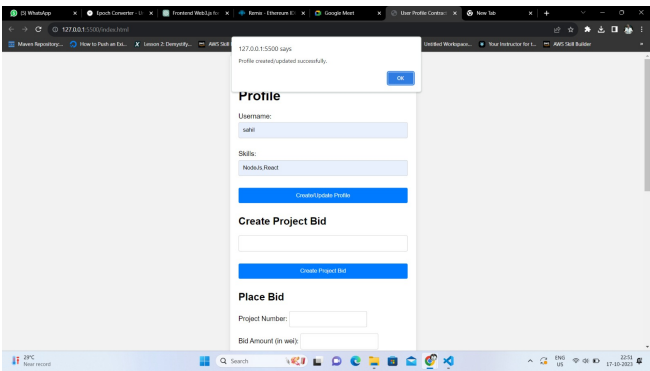 (5) WhatsApp
Epoch Converter - U
Frontend Web3.js for
Remix - Ethereum ID
Google Meet
User Profile Contract
New Tab
127.0.0.1:5500/index.html
Maven Repository...
How to Push an Exi...
Lesson 2: Demystify...
AWS Skill
Untitled Workspace...
Your Instructor for t...
AWS Skill Builder
127.0.0.1:5500 says
Profile created/updated successfully.
OK
Profile
Username:
sahil
Skills:
NodeJs,React
Create/Update Profile
Create Project Bid
Create Project Bid
Place Bid
Project Number:
Bid Amount (in wei):
29°C
Near record
Search
ENG
US
22:51
17-10-2023